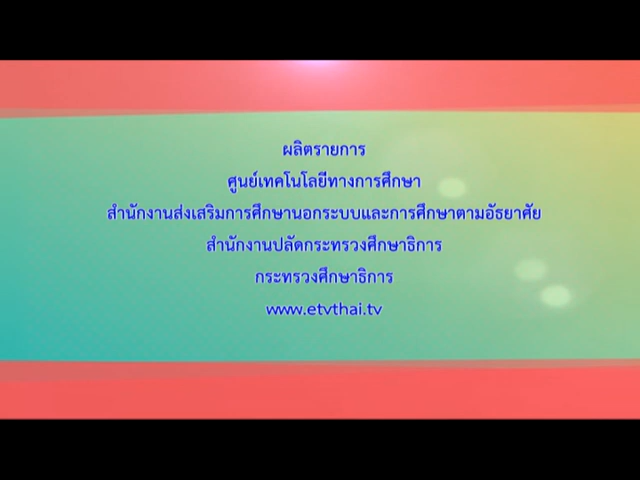 ผลิตรายการ
ศูนย์เทคโนโลยีทางการศึกษา
สำนักงานส่งเสริมการศึกษานอกระบบและการศึกษาตามอัธยาศัย
สำนักงานปลัดกระทรวงศึกษาธิการ
กระทรวงศึกษาธิการ
www.etvthai.tv